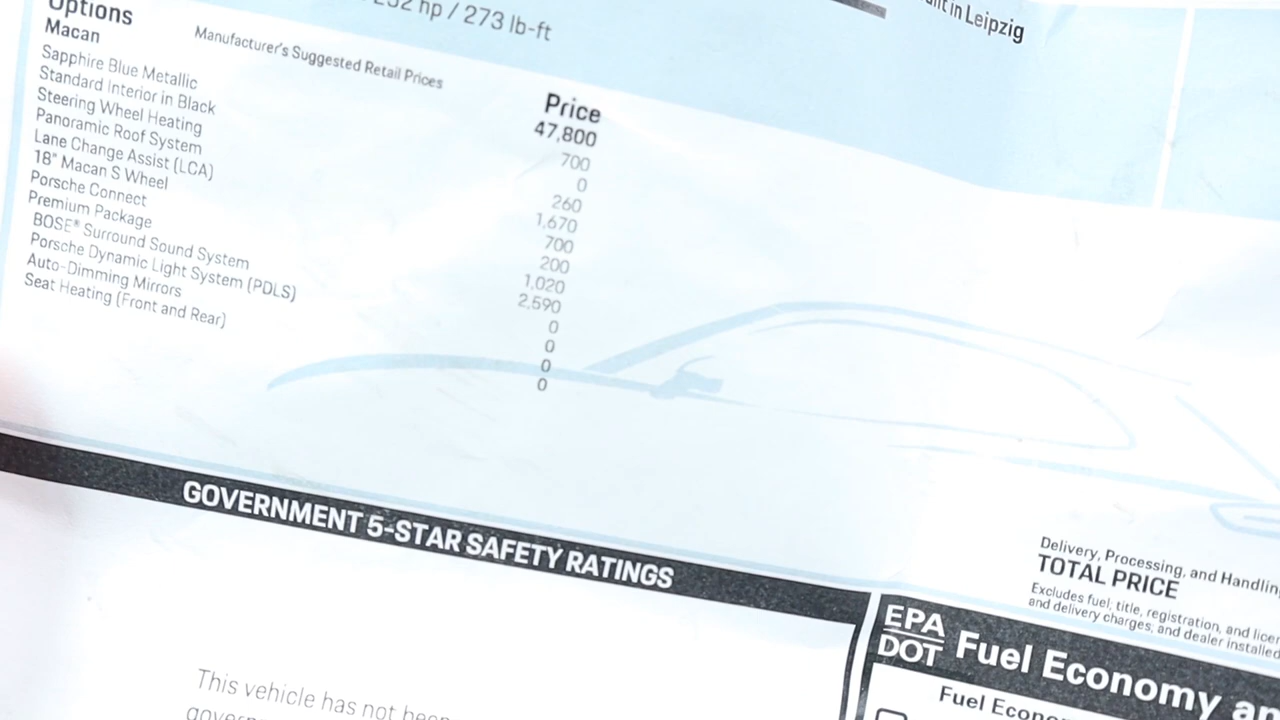 hp / 273 lb-ft
in Leipzig
Options
Manufacturer's Suggested Retail Prices
Price
Macan 47,800
Sapphire Blue Metallic 700
Standard Interior in Black 0
Steering Wheel Heating 260
Panoramic Roof System 1,670
Lane Change Assist (LCA) 700
18" Macan S Wheel 200
Porsche Connect 1,020
Premium Package 2,590
BOSE® Surround Sound System 0
Porsche Dynamic Light System (PDLS) 0
Auto-Dimming Mirrors 0
Seat Heating (Front and Rear) 0
GOVERNMENT 5-STAR SAFETY RATINGS
This vehicle has not been
Delivery, Processing, and
TOTAL PRICE
Excludes fuel, title, registration, and
and delivery charges, and dealer installed
EPA
DOT
Fuel Economy
Fuel